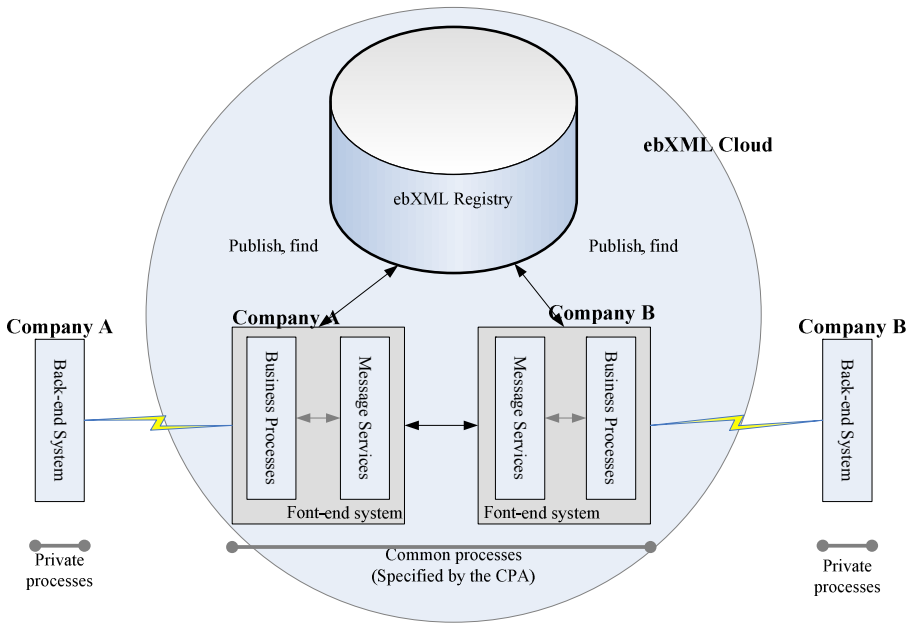 ebXML Cloud
ebXML Registry
Publish, find
Publish, find
Company A
Company A
Company B
Company B
Back-end System
Business Processes
Message Services
Message Services
Business Processes
Back-end System
Font-end system
Font-end system
Private
processes
Common processes
(Specified by the CPA)
Private
processes